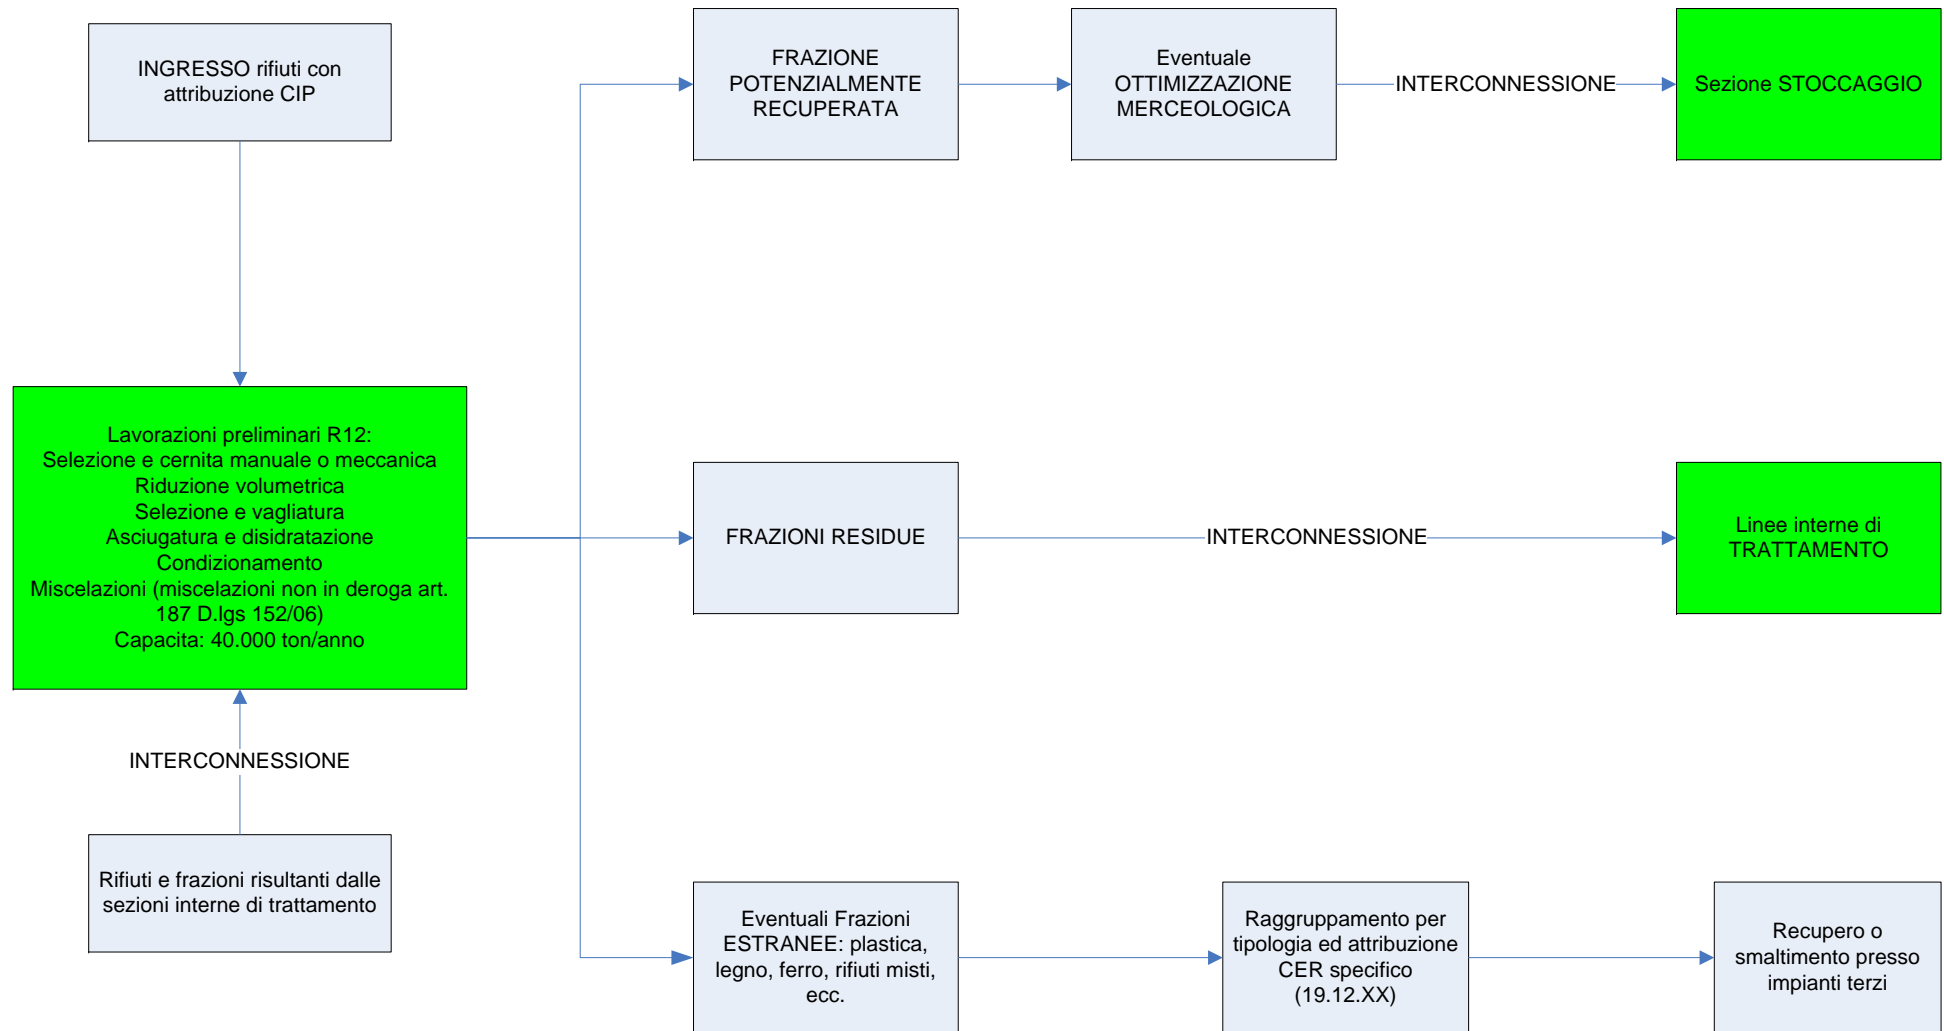 INGRESSO rifiuti con
attribuzione CIP
FRAZIONE
POTENZIALMENTE
RECUPERATA
Eventuale
OTTIMIZZAZIONE
MERCEOLOGICA
INTERCONNESSIONE
Sezione STOCCAGGIO
Lavorazioni preliminari R12:
Selezione e cernita manuale o meccanica
Riduzione volumetrica
Selezione e vagliatura
Asciugatura e disidratazione
Condizionamento
Miscelazioni (miscelazioni non in deroga art.
187 D.lgs 152/06)
Capacita: 40.000 ton/anno
FRAZIONI RESIDUE
INTERCONNESSIONE
Linee interne di
TRATTAMENTO
INTERCONNESSIONE
Rifiuti e frazioni risultanti dalle
sezioni interne di trattamento
Eventuali Frazioni
ESTRANEE: plastica,
legno, ferro, rifiuti misti,
ecc.
Raggruppamento per
tipologia ed attribuzione
CER specifico
(19.12.XX)
Recupero o
smaltimento presso
impianti terzi